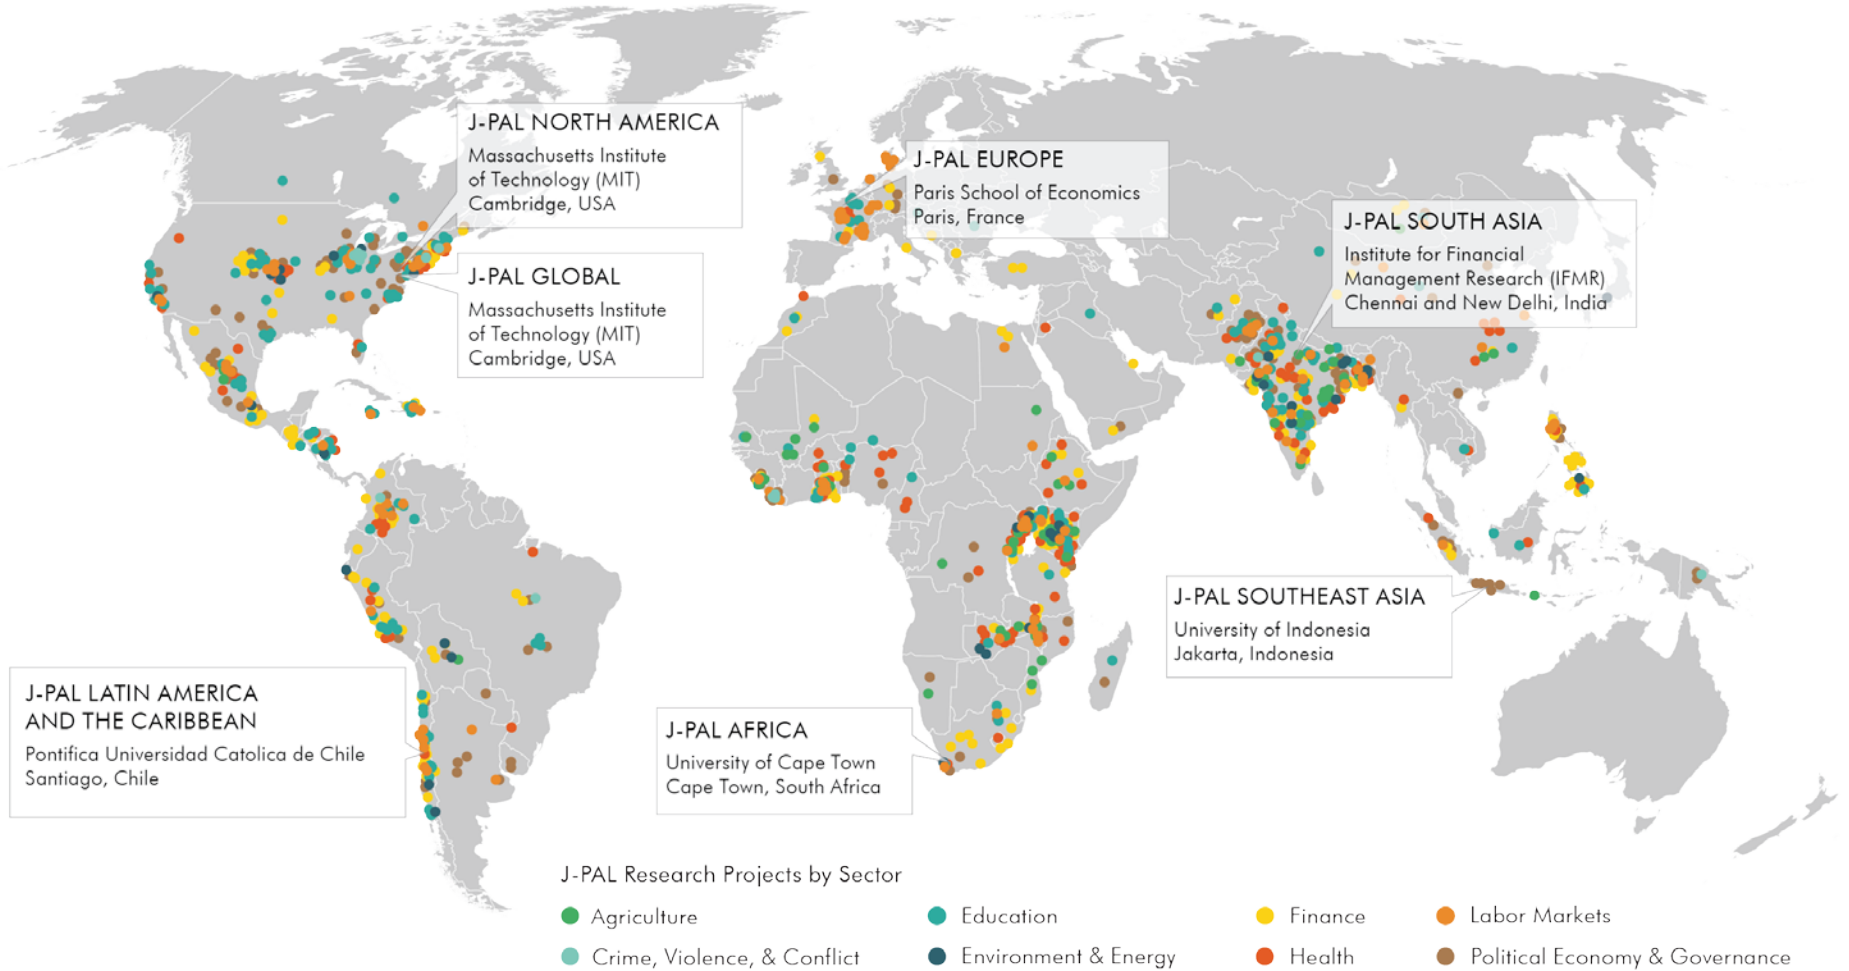 J-PAL NORTH AMERICA
Massachusetts Institute
of Technology (MIT)
Cambridge, USA
J-PAL EUROPE
Paris School of Economics
Paris, France
J-PAL SOUTH ASIA
Institute for Financial
Management Research (IFMR)
Chennai and New Delhi, India
J-PAL GLOBAL
Massachusetts Institute
of Technology (MIT)
Cambridge, USA
J-PAL SOUTHEAST ASIA
University of Indonesia
Jakarta, Indonesia
J-PAL LATIN AMERICA
AND THE CARIBBEAN
Pontifica Universidad Catolica de Chile
Santiago, Chile
J-PAL AFRICA
University of Cape Town
Cape Town, South Africa
J-PAL Research Projects by Sector
Agriculture
Education
Finance
Labor Markets
Crime, Violence, & Conflict
Environment & Energy
Health
Political Economy & Governance